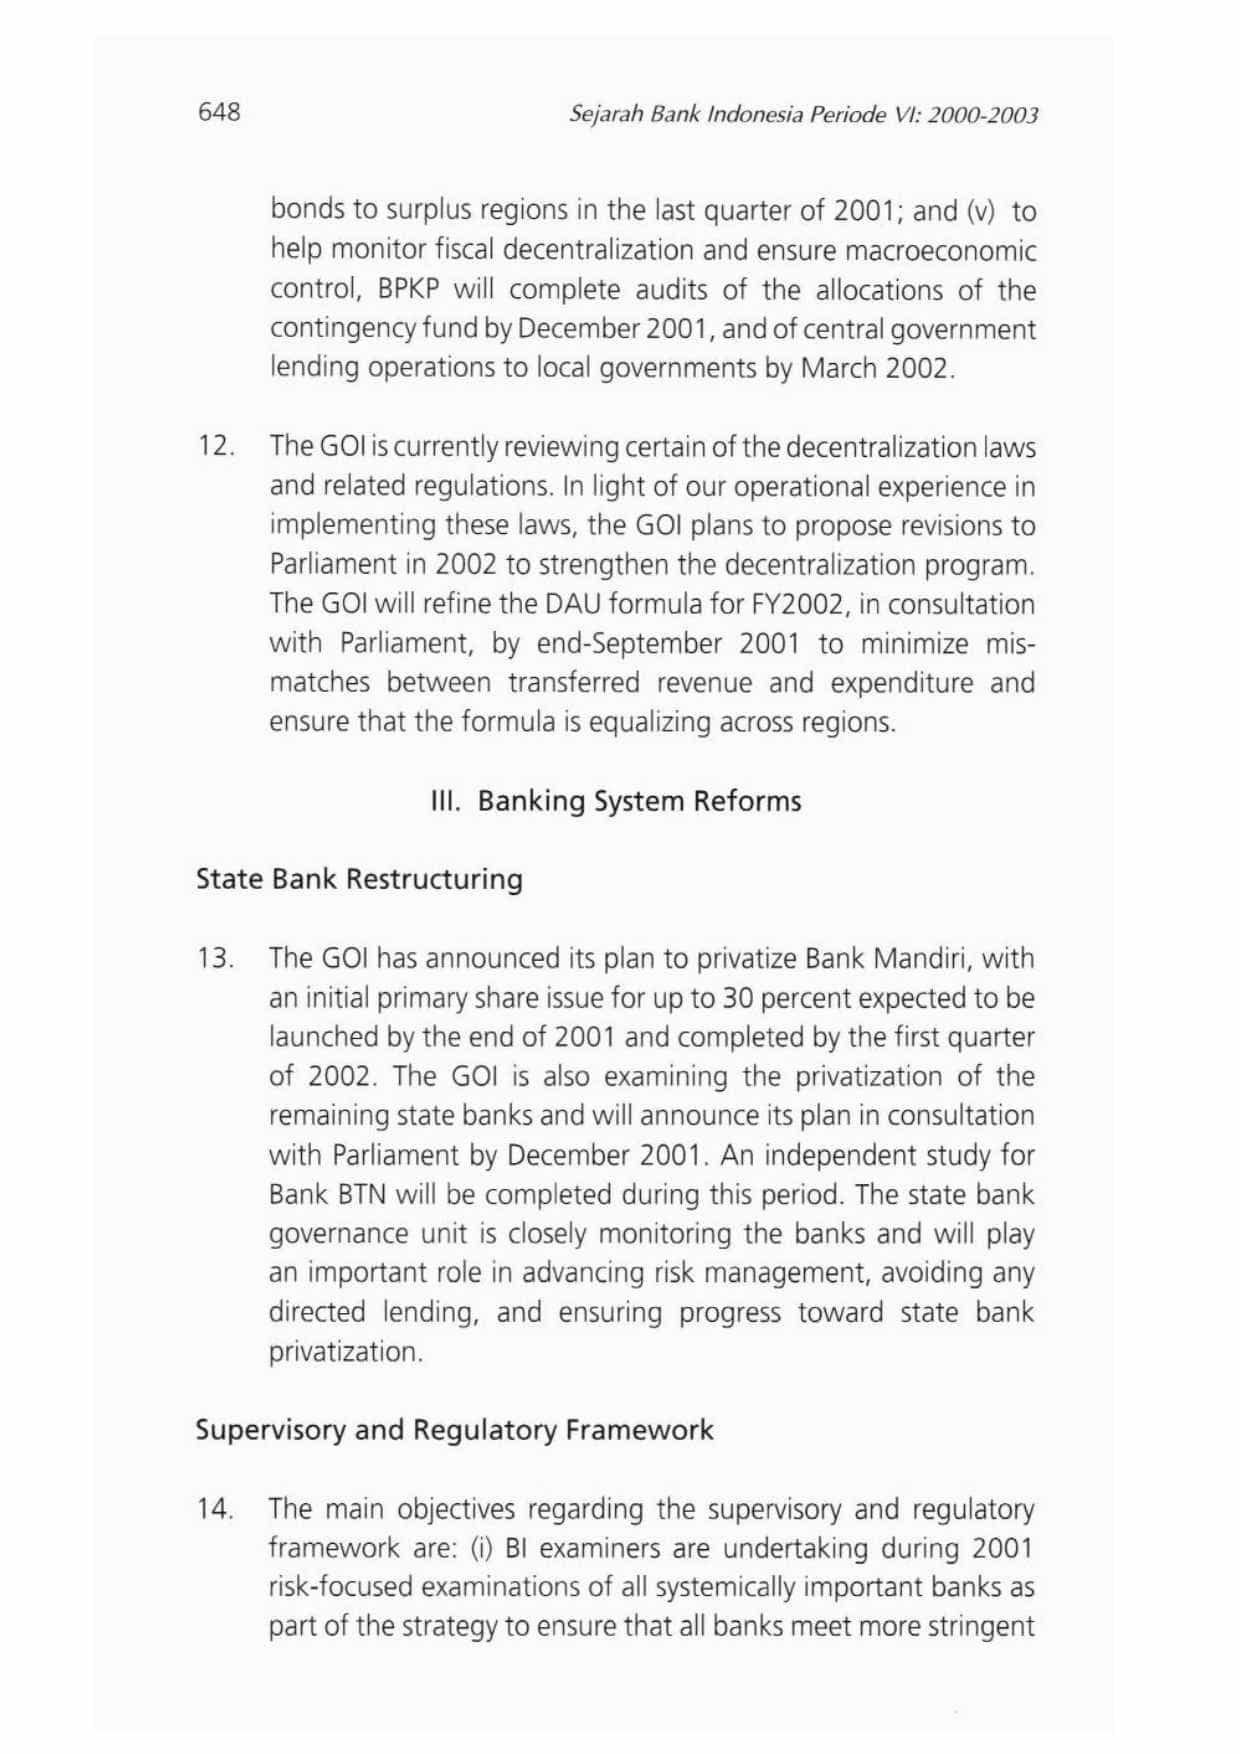 648
Sejarah Bank Indonesia Periode VI: 2000-2003
bonds to surplus regions in the last quarter of 2001; and (v) to
help monitor fiscal decentralization and ensure macroeconomic
control, BPKP will complete audits of the allocations of the
contingency fund by December 2001, and of central government
lending operations to local governments by March 2002.
12. The GOI is currently reviewing certain of the decentralization laws
and related regulations. In light of our operational experience in
implementing these laws, the GOI plans to propose revisions to
Parliament in 2002 to strengthen the decentralization program.
The GOI will refine the DAU formula for FY2002, in consultation
with Parliament, by end-September 2001 to minimize mis-
matches between transferred revenue and expenditure and
ensure that the formula is equalizing across regions.
III. Banking System Reforms
State Bank Restructuring
13. The GOI has announced its plan to privatize Bank Mandiri, with
an initial primary share issue for up to 30 percent expected to be
launched by the end of 2001 and completed by the first quarter
of 2002. The GOI is also examining the privatization of the
remaining state banks and will announce its plan in consultation
with Parliament by December 2001. An independent study for
Bank BTN will be completed during this period. The state bank
governance unit is closely monitoring the banks and will play
an important role in advancing risk management, avoiding any
directed lending, and ensuring progress toward state bank
privatization.
Supervisory and Regulatory Framework
14. The main objectives regarding the supervisory and regulatory
framework are: (i) BI examiners are undertaking during 2001
risk-focused examinations of all systemically important banks as
part of the strategy to ensure that all banks meet more stringent